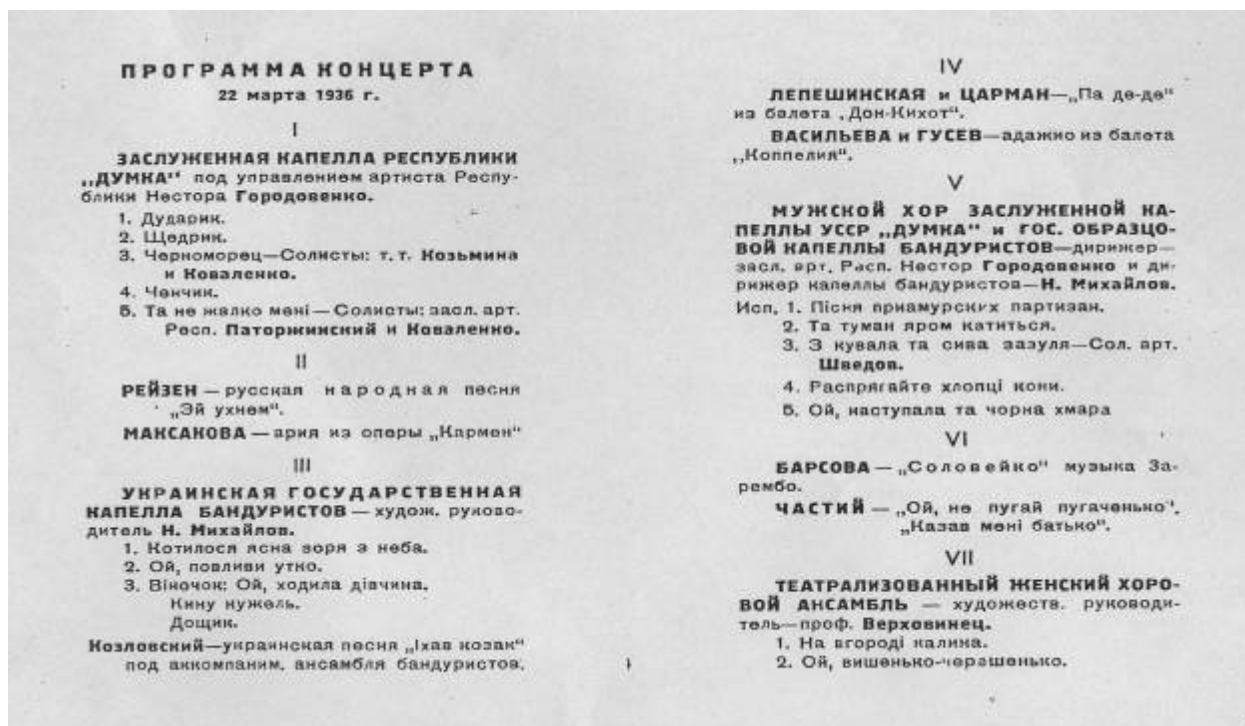 ПРОГРАММА КОНЦЕРТА
22 марта 1936 г.
I
ЗАСЛУЖЕННАЯ КАПЕЛЛА РЕСПУБЛИКИ
„ДУМКА“ под управлением артиста Респу-
блики Нестора Городовенко.
1. Дударик.
2. Щедрик.
3. Черноморец—Солисты: т. т. Козьмина
и Коваленко.
4. Ченчик.
5. Та не жалко мені—Солисты: засл. арт.
Респ. Паторжинский и Коваленко.
II
РЕЙЗЕН — русская народная песня
„Эй ухнем“.
МАКСАКОВА — ария из оперы „Кармен“
III
УКРАИНСКАЯ ГОСУДАРСТВЕННАЯ
КАПЕЛЛА БАНДУРИСТОВ — худож. руково-
дитель Н. Михайлов.
1. Котилося ясна зоря з неба.
2. Ой, повливи утко.
3. Віночок: Ой, ходила дівчина.
Кину кужель.
Дощик.
Козловский—украинская песня „Іхав козак“
под аккомпаним. ансамбля бандуристов.
IV
ЛЕПЕШИНСКАЯ и ЦАРМАН—„Па де-де“
из балета „Дон-Кихот“.
ВАСИЛЬЕВА и ГУСЕВ—адажио из балета
„Коппелия“.
V
МУЖСКОЙ ХОР ЗАСЛУЖЕННОЙ КА-
ПЕЛЛЫ УССР „ДУМКА“ и ГОС. ОБРАЗЦО-
ВОЙ КАПЕЛЛЫ БАНДУРИСТОВ—дирижер—
засл. арт. Расп. Нестор Городовенко и ди-
рижер капеллы бандуристов—Н. Михайлов.
Исп. 1. Пісня приамурских партизан.
2. Та туман яром катиться.
3. З кувала та сива зазуля—Сол. арт.
Шведов.
4. Распрягайте хлопці кони.
5. Ой, наступала та чорна хмара
VI
БАРСОВА — „Соловейко“ музыка За-
рембо.
ЧАСТИЙ — „Ой, не пугай пугаченько“.
„Казав мені батько“.
VII
ТЕАТРАЛИЗОВАННЫЙ ЖЕНСКИЙ ХОРО-
ВОЙ АНСАМБЛЬ — художеств. руководи-
тель—проф. Верховинец.
1. На вгороді калина.
2. Ой, вишенько-черашенько.